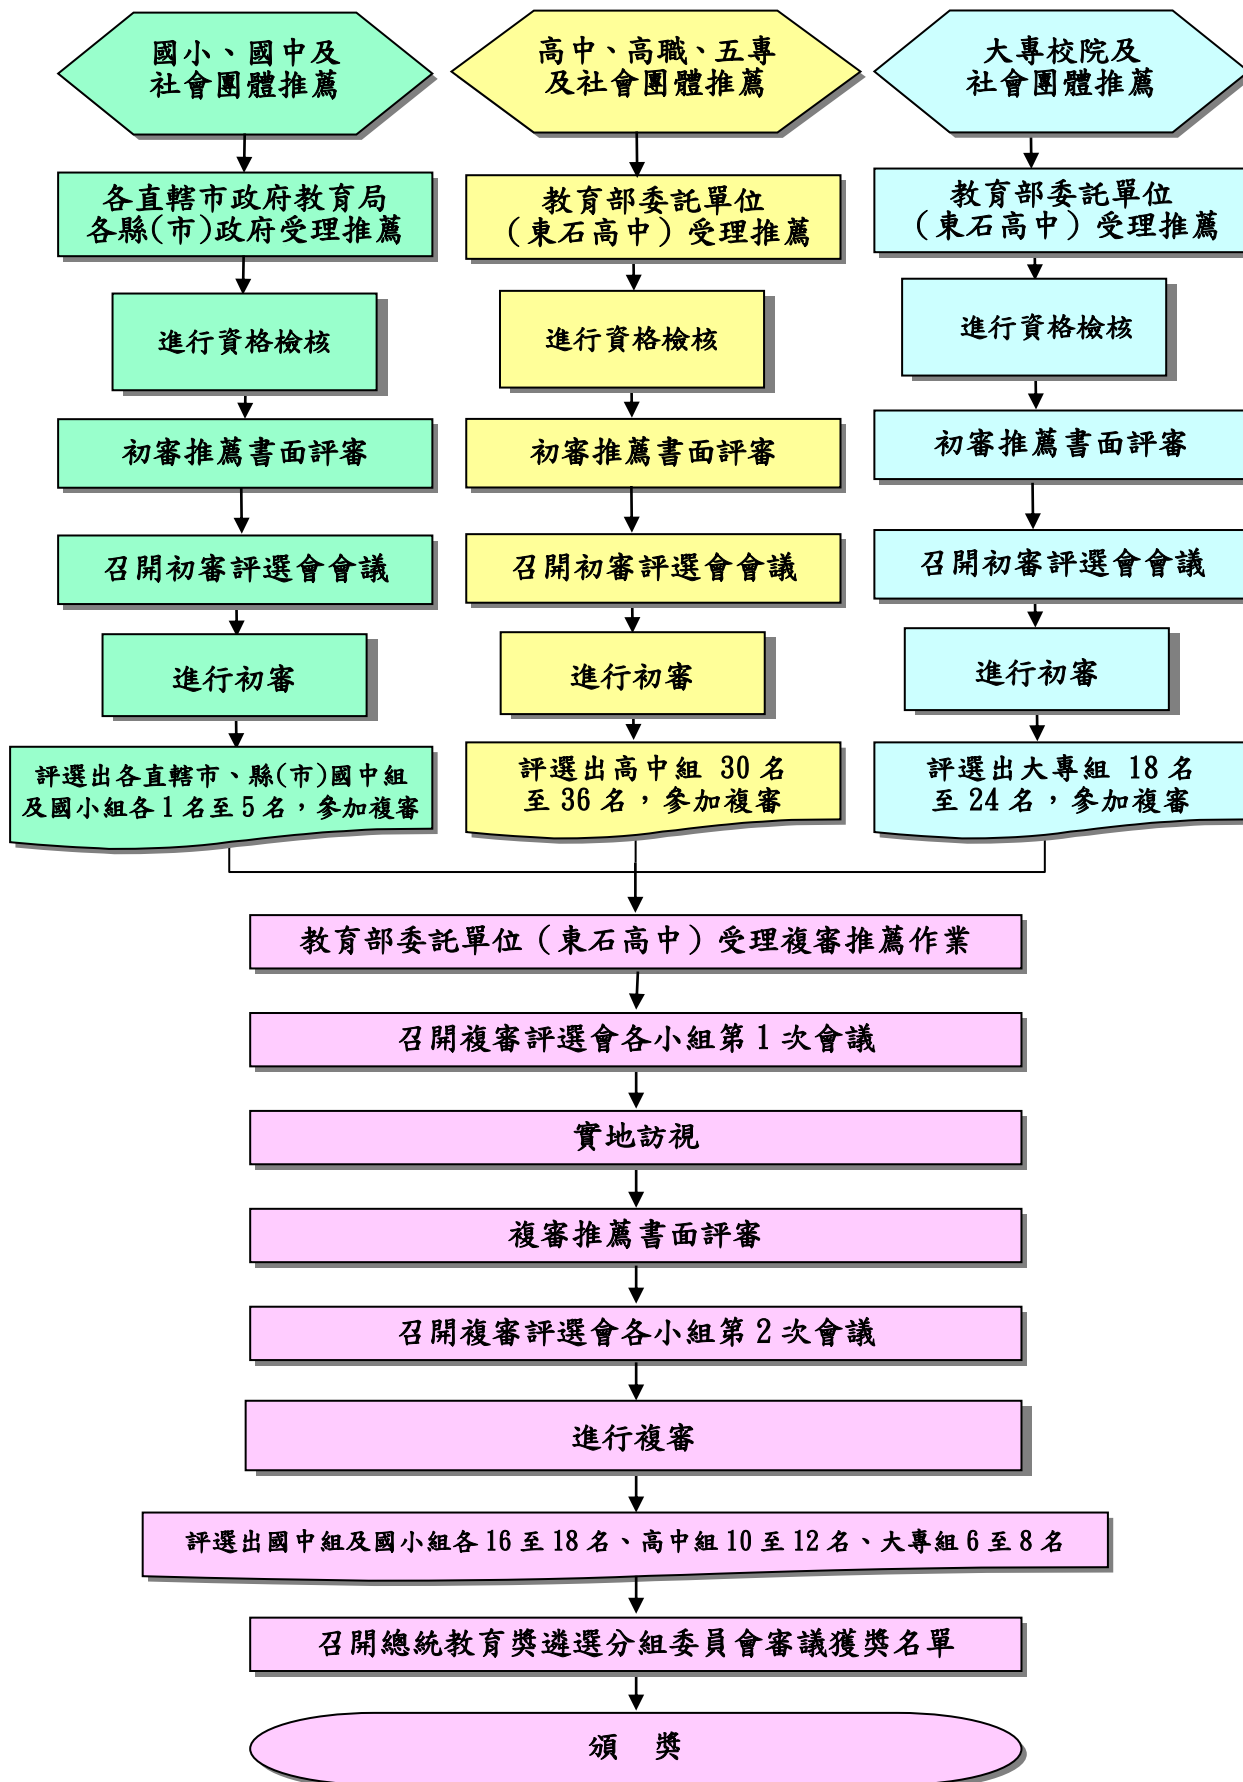 國小、國中及
社會團體推薦
各直轄市政府教育局
各縣(市)政府受理推薦
進行資格檢核
初審推薦書面評審
召開初審評選會會議
進行初審
評選出各直轄市、縣(市)國中組
及國小組各 1 名至 5 名，參加複審
高中、高職、五專
及社會團體推薦
教育部委託單位
（東石高中）受理推薦
進行資格檢核
初審推薦書面評審
召開初審評選會會議
進行初審
評選出高中組 30 名
至 36 名，參加複審
大專校院及
社會團體推薦
教育部委託單位
（東石高中）受理推薦
進行資格檢核
初審推薦書面評審
召開初審評選會會議
進行初審
評選出大專組 18 名
至 24 名，參加複審
教育部委託單位（東石高中）受理複審推薦作業
召開複審評選會各小組第 1 次會議
實地訪視
複審推薦書面評審
召開複審評選會各小組第 2 次會議
進行複審
評選出國中組及國小組各 16 至 18 名、高中組 10 至 12 名、大專組 6 至 8 名
召開總統教育獎遴選分組委員會審議獲獎名單
頒 獎